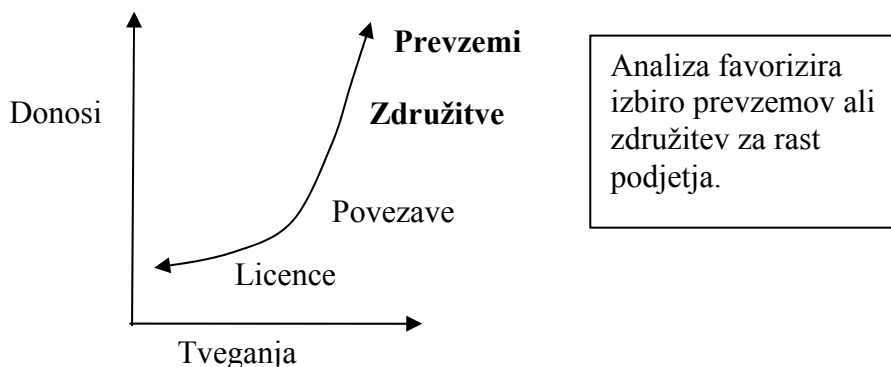 Prevzemi
Donosi
Združitve
Povezave
Licence
Tveganja
Analiza favorizira
izbiro prevzemov ali
združitev za rast
podjetja.